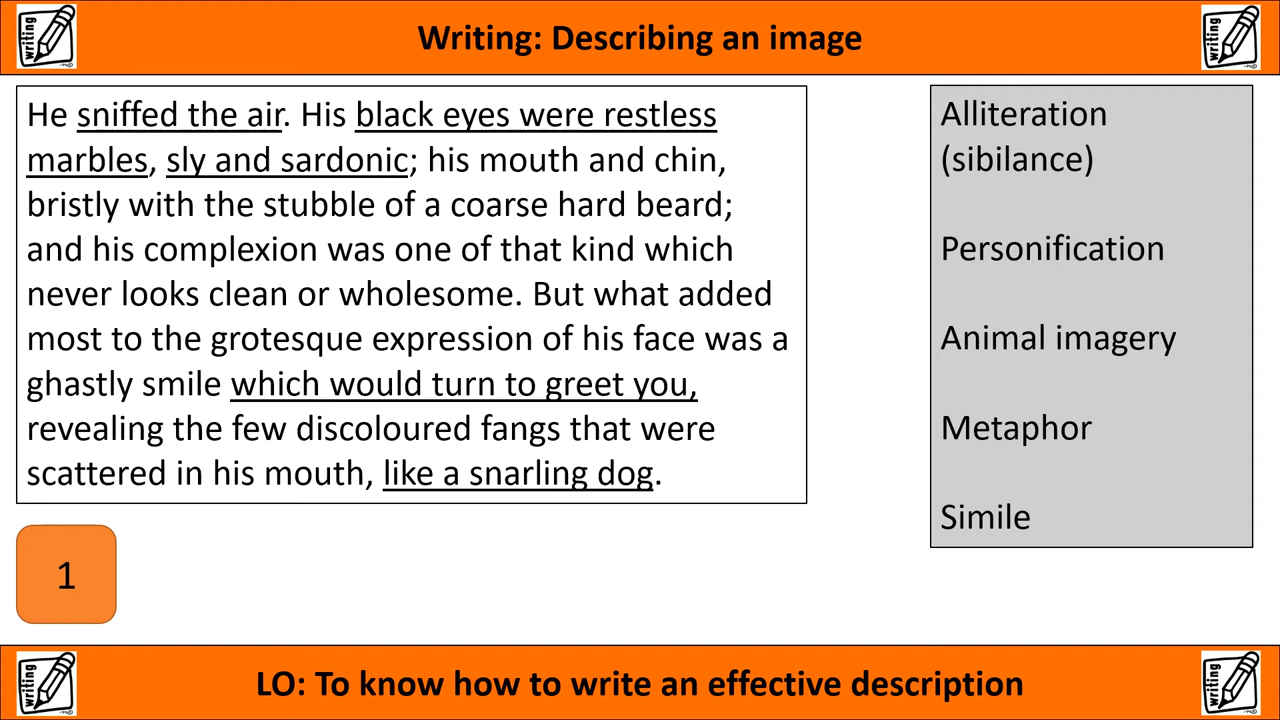 writing
Writing: Describing an image
writing
He sniffed the air. His black eyes were restless
marbles, sly and sardonic; his mouth and chin,
bristly with the stubble of a coarse hard beard;
and his complexion was one of that kind which
never looks clean or wholesome. But what added
most to the grotesque expression of his face was a
ghastly smile which would turn to greet you,
revealing the few discoloured fangs that were
scattered in his mouth, like a snarling dog.
Alliteration
(sibilance)
Personification
Animal imagery
Metaphor
Simile
1
writing
LO: To know how to write an effective description
writing